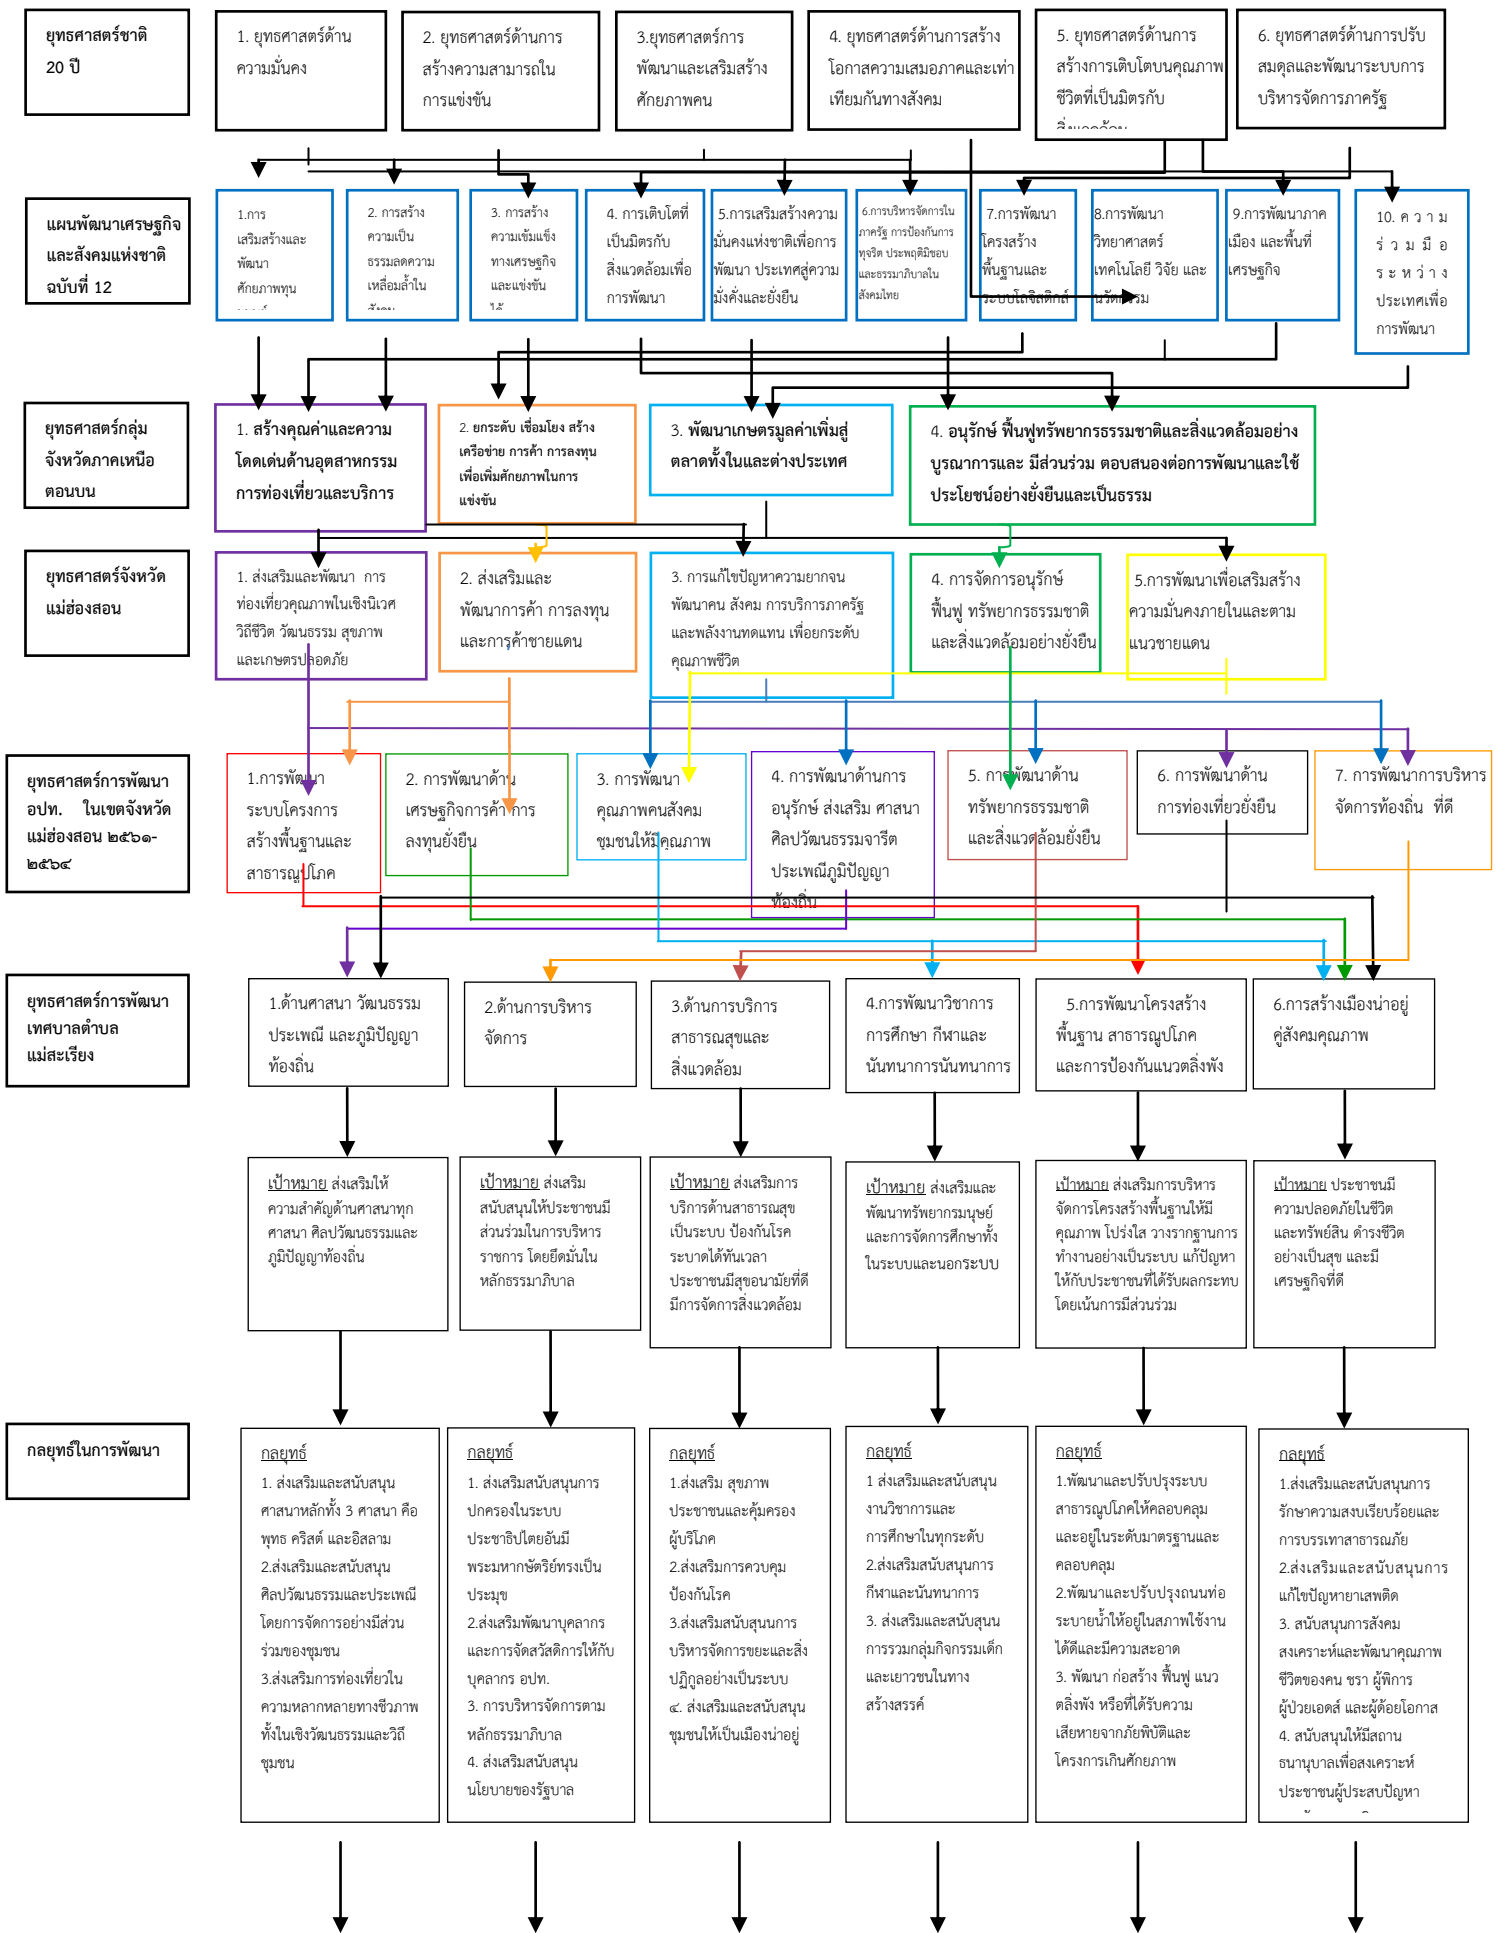 ยุทธศาสตร์ชาติ
20 ปี
1. ยุทธศาสตร์ด้าน
ความมั่นคง
2. ยุทธศาสตร์ด้านการ
สร้างความสามารถใน
การแข่งขัน
3.ยุทธศาสตร์การ
พัฒนาและเสริมสร้าง
ศักยภาพคน
4. ยุทธศาสตร์ด้านการสร้าง
โอกาสความเสมอภาคและเท่า
เทียมกันทางสังคม
5. ยุทธศาสตร์ด้านการ
สร้างการเติบโตบนคุณภาพ
ชีวิตที่เป็นมิตรกับ
6. ยุทธศาสตร์ด้านการปรับ
สมดุลและพัฒนาระบบการ
บริหารจัดการภาครัฐ
แผนพัฒนาเศรษฐกิจ
และสังคมแห่งชาติ
ฉบับที่ 12
1.การ
เสริมสร้างและ
พัฒนา
ศักยภาพทุน
2. การสร้าง
ความเป็น
ธรรมลดความ
เหลื่อมล้ำใน
3. การสร้าง
ความเข้มแข็ง
ทางเศรษฐกิจ
และแข่งขัน
4. การเติบโตที่
เป็นมิตรกับ
สิ่งแวดล้อมเพื่อ
การพัฒนา
5.การเสริมสร้างความ
มั่นคงแห่งชาติเพื่อการ
พัฒนา ประเทศสู่ความ
มั่งคั่งและยั่งยืน
6.การบริหารจัดการใน
ภาครัฐ การป้องกันการ
ทุจริต ประพฤติมิชอบ
และธรรมาภิบาลใน
สังคมไทย
7.การพัฒนา
โครงสร้าง
พื้นฐานและ
ระบบโลจิสติกส์
8.การพัฒนา
วิทยาศาสตร์
เทคโนโลยี วิจัย และ
นวัตกรรม
9.การพัฒนาภาค
เมือง และพื้นที่
เศรษฐกิจ
10. ค ว า ม
ร่ ว ม มื อ
ร ะ ห ว่ า ง
ประเทศเพื่อ
การพัฒนา
ยุทธศาสตร์กลุ่ม
จังหวัดภาคเหนือ
ตอนบน
1. สร้างคุณค่าและความ
โดดเด่นด้านอุตสาหกรรม
การท่องเที่ยวและบริการ
2. ยกระดับ เชื่อมโยง สร้าง
เครือข่าย การค้า การลงทุน
เพื่อเพิ่มศักยภาพในการ
แข่งขัน
3. พัฒนาเกษตรมูลค่าเพิ่มสู่
ตลาดทั้งในและต่างประเทศ
4. อนุรักษ์ ฟื้นฟูทรัพยากรธรรมชาติและสิ่งแวดล้อมอย่าง
บูรณาการและ มีส่วนร่วม ตอบสนองต่อการพัฒนาและใช้
ประโยชน์อย่างยั่งยืนและเป็นธรรม
ยุทธศาสตร์จังหวัด
แม่ฮ่องสอน
1. ส่งเสริมและพัฒนา การ
ท่องเที่ยวคุณภาพในเชิงนิเวศ
วิถีชีวิต วัฒนธรรม สุขภาพ
และเกษตรปลอดภัย
2. ส่งเสริมและ
พัฒนาการค้า การลงทุน
และการค้าชายแดน
3. การแก้ไขปัญหาความยากจน
พัฒนาคน สังคม การบริการภาครัฐ
และพลังงานทดแทน เพื่อยกระดับ
คุณภาพชีวิต
4. การจัดการอนุรักษ์
ฟื้นฟู ทรัพยากรธรรมชาติ
และสิ่งแวดล้อมอย่างยั่งยืน
5.การพัฒนาเพื่อเสริมสร้าง
ความมั่นคงภายในและตาม
แนวชายแดน
ยุทธศาสตร์การพัฒนา
อปท. ในเขตจังหวัด
แม่ฮ่องสอน ๒๕๖๑-
๒๕๖๔
1.การพัฒนา
ระบบโครงการ
สร้างพื้นฐานและ
สาธารณูปโภค
2. การพัฒนาด้าน
เศรษฐกิจการค้าการ
ลงทุนยั่งยืน
3. การพัฒนา
คุณภาพคนสังคม
ชุมชนให้มีคุณภาพ
4. การพัฒนาด้านการ
อนุรักษ์ ส่งเสริม ศาสนา
ศิลปวัฒนธรรมจารีต
ประเพณีภูมิปัญญา
ท้องถิ่น
5. การพัฒนาด้าน
ทรัพยากรธรรมชาติ
และสิ่งแวดล้อมยั่งยืน
6. การพัฒนาด้าน
การท่องเที่ยวยั่งยืน
7. การพัฒนาการบริหาร
จัดการท้องถิ่น ที่ดี
ยุทธศาสตร์การพัฒนา
เทศบาลตำบล
แม่สะเรียง
1.ด้านศาสนา วัฒนธรรม
ประเพณี และภูมิปัญญา
ท้องถิ่น
2.ด้านการบริหาร
จัดการ
3.ด้านการบริการ
สาธารณสุขและ
สิ่งแวดล้อม
4.การพัฒนาวิชาการ
การศึกษา กีฬาและ
นันทนาการนันทนาการ
5.การพัฒนาโครงสร้าง
พื้นฐาน สาธารณูปโภค
และการป้องกันแนวตลิ่งพัง
6.การสร้างเมืองน่าอยู่
คู่สังคมคุณภาพ
เป้าหมาย ส่งเสริมให้
ความสำคัญด้านศาสนาทุก
ศาสนา ศิลปวัฒนธรรมและ
ภูมิปัญญาท้องถิ่น
เป้าหมาย ส่งเสริม
สนับสนุนให้ประชาชนมี
ส่วนร่วมในการบริหาร
ราชการ โดยยึดมั่นใน
หลักธรรมาภิบาล
เป้าหมาย ส่งเสริมการ
บริการด้านสาธารณสุข
เป็นระบบ ป้องกันโรค
ระบาดได้ทันเวลา
ประชาชนมีสุขอนามัยที่ดี
มีการจัดการสิ่งแวดล้อม
เป้าหมาย ส่งเสริมและ
พัฒนาทรัพยากรมนุษย์
และการจัดการศึกษาทั้ง
ในระบบและนอกระบบ
เป้าหมาย ส่งเสริมการบริหาร
จัดการโครงสร้างพื้นฐานให้มี
คุณภาพ โปร่งใส วางรากฐานการ
ทำงานอย่างเป็นระบบ แก้ปัญหา
ให้กับประชาชนที่ได้รับผลกระทบ
โดยเน้นการมีส่วนร่วม
เป้าหมาย ประชาชนมี
ความปลอดภัยในชีวิต
และทรัพย์สิน ดำรงชีวิต
อย่างเป็นสุข และมี
เศรษฐกิจที่ดี
กลยุทธ์ในการพัฒนา
กลยุทธ์
1. ส่งเสริมและสนับสนุน
ศาสนาหลักทั้ง 3 ศาสนา คือ
พุทธ คริสต์ และอิสลาม
2.ส่งเสริมและสนับสนุน
ศิลปวัฒนธรรมและประเพณี
โดยการจัดการอย่างมีส่วน
ร่วมของชุมชน
3.ส่งเสริมการท่องเที่ยวใน
ความหลากหลายทางชีวภาพ
ทั้งในเชิงวัฒนธรรมและวิถี
ชุมชน
กลยุทธ์
1. ส่งเสริมสนับสนุนการ
ปกครองในระบบ
ประชาธิปไตยอันมี
พระมหากษัตริย์ทรงเป็น
ประมุข
2.ส่งเสริมพัฒนาบุคลากร
และการจัดสวัสดิการให้กับ
บุคลากร อปท.
3. การบริหารจัดการตาม
หลักธรรมาภิบาล
4. ส่งเสริมสนับสนุน
นโยบายของรัฐบาล
กลยุทธ์
1.ส่งเสริม สุขภาพ
ประชาชนและคุ้มครอง
ผู้บริโภค
2.ส่งเสริมการควบคุม
ป้องกันโรค
3.ส่งเสริมสนับสุนนการ
บริหารจัดการขยะและสิ่ง
ปฏิกูลอย่างเป็นระบบ
๔. ส่งเสริมและสนับสนุน
ชุมชนให้เป็นเมืองน่าอยู่
กลยุทธ์
1 ส่งเสริมและสนับสนุน
งานวิชาการและ
การศึกษาในทุกระดับ
2.ส่งเสริมสนับสนุนการ
กีฬาและนันทนาการ
3. ส่งเสริมและสนับสุนน
การรวมกลุ่มกิจกรรมเด็ก
และเยาวชนในทาง
สร้างสรรค์
กลยุทธ์
1.พัฒนาและปรับปรุงระบบ
สาธารณูปโภคให้คลอบคลุม
และอยู่ในระดับมาตรฐานและ
คลอบคลุม
2.พัฒนาและปรับปรุงถนนท่อ
ระบายน้ำให้อยู่ในสภาพใช้งาน
ได้ดีและมีความสะอาด
3. พัฒนา ก่อสร้าง ฟื้นฟู แนว
ตลิ่งพัง หรือที่ได้รับความ
เสียหายจากภัยพิบัติและ
โครงการเกินศักยภาพ
กลยุทธ์
1.ส่งเสริมและสนับสนุนการ
รักษาความสงบเรียบร้อยและ
การบรรเทาสาธารณภัย
2.ส่งเสริมและสนับสนุนการ
แก้ไขปัญหายาเสพติด
3. สนับสนุนการสังคม
สงเคราะห์และพัฒนาคุณภาพ
ชีวิตของคน ชรา ผู้พิการ
ผู้ป่วยเอดส์ และผู้ด้อยโอกาส
4. สนับสนุนให้มีสถาน
ธนานุบาลเพื่อสงเคราะห์
ประชาชนผู้ประสบปัญหา